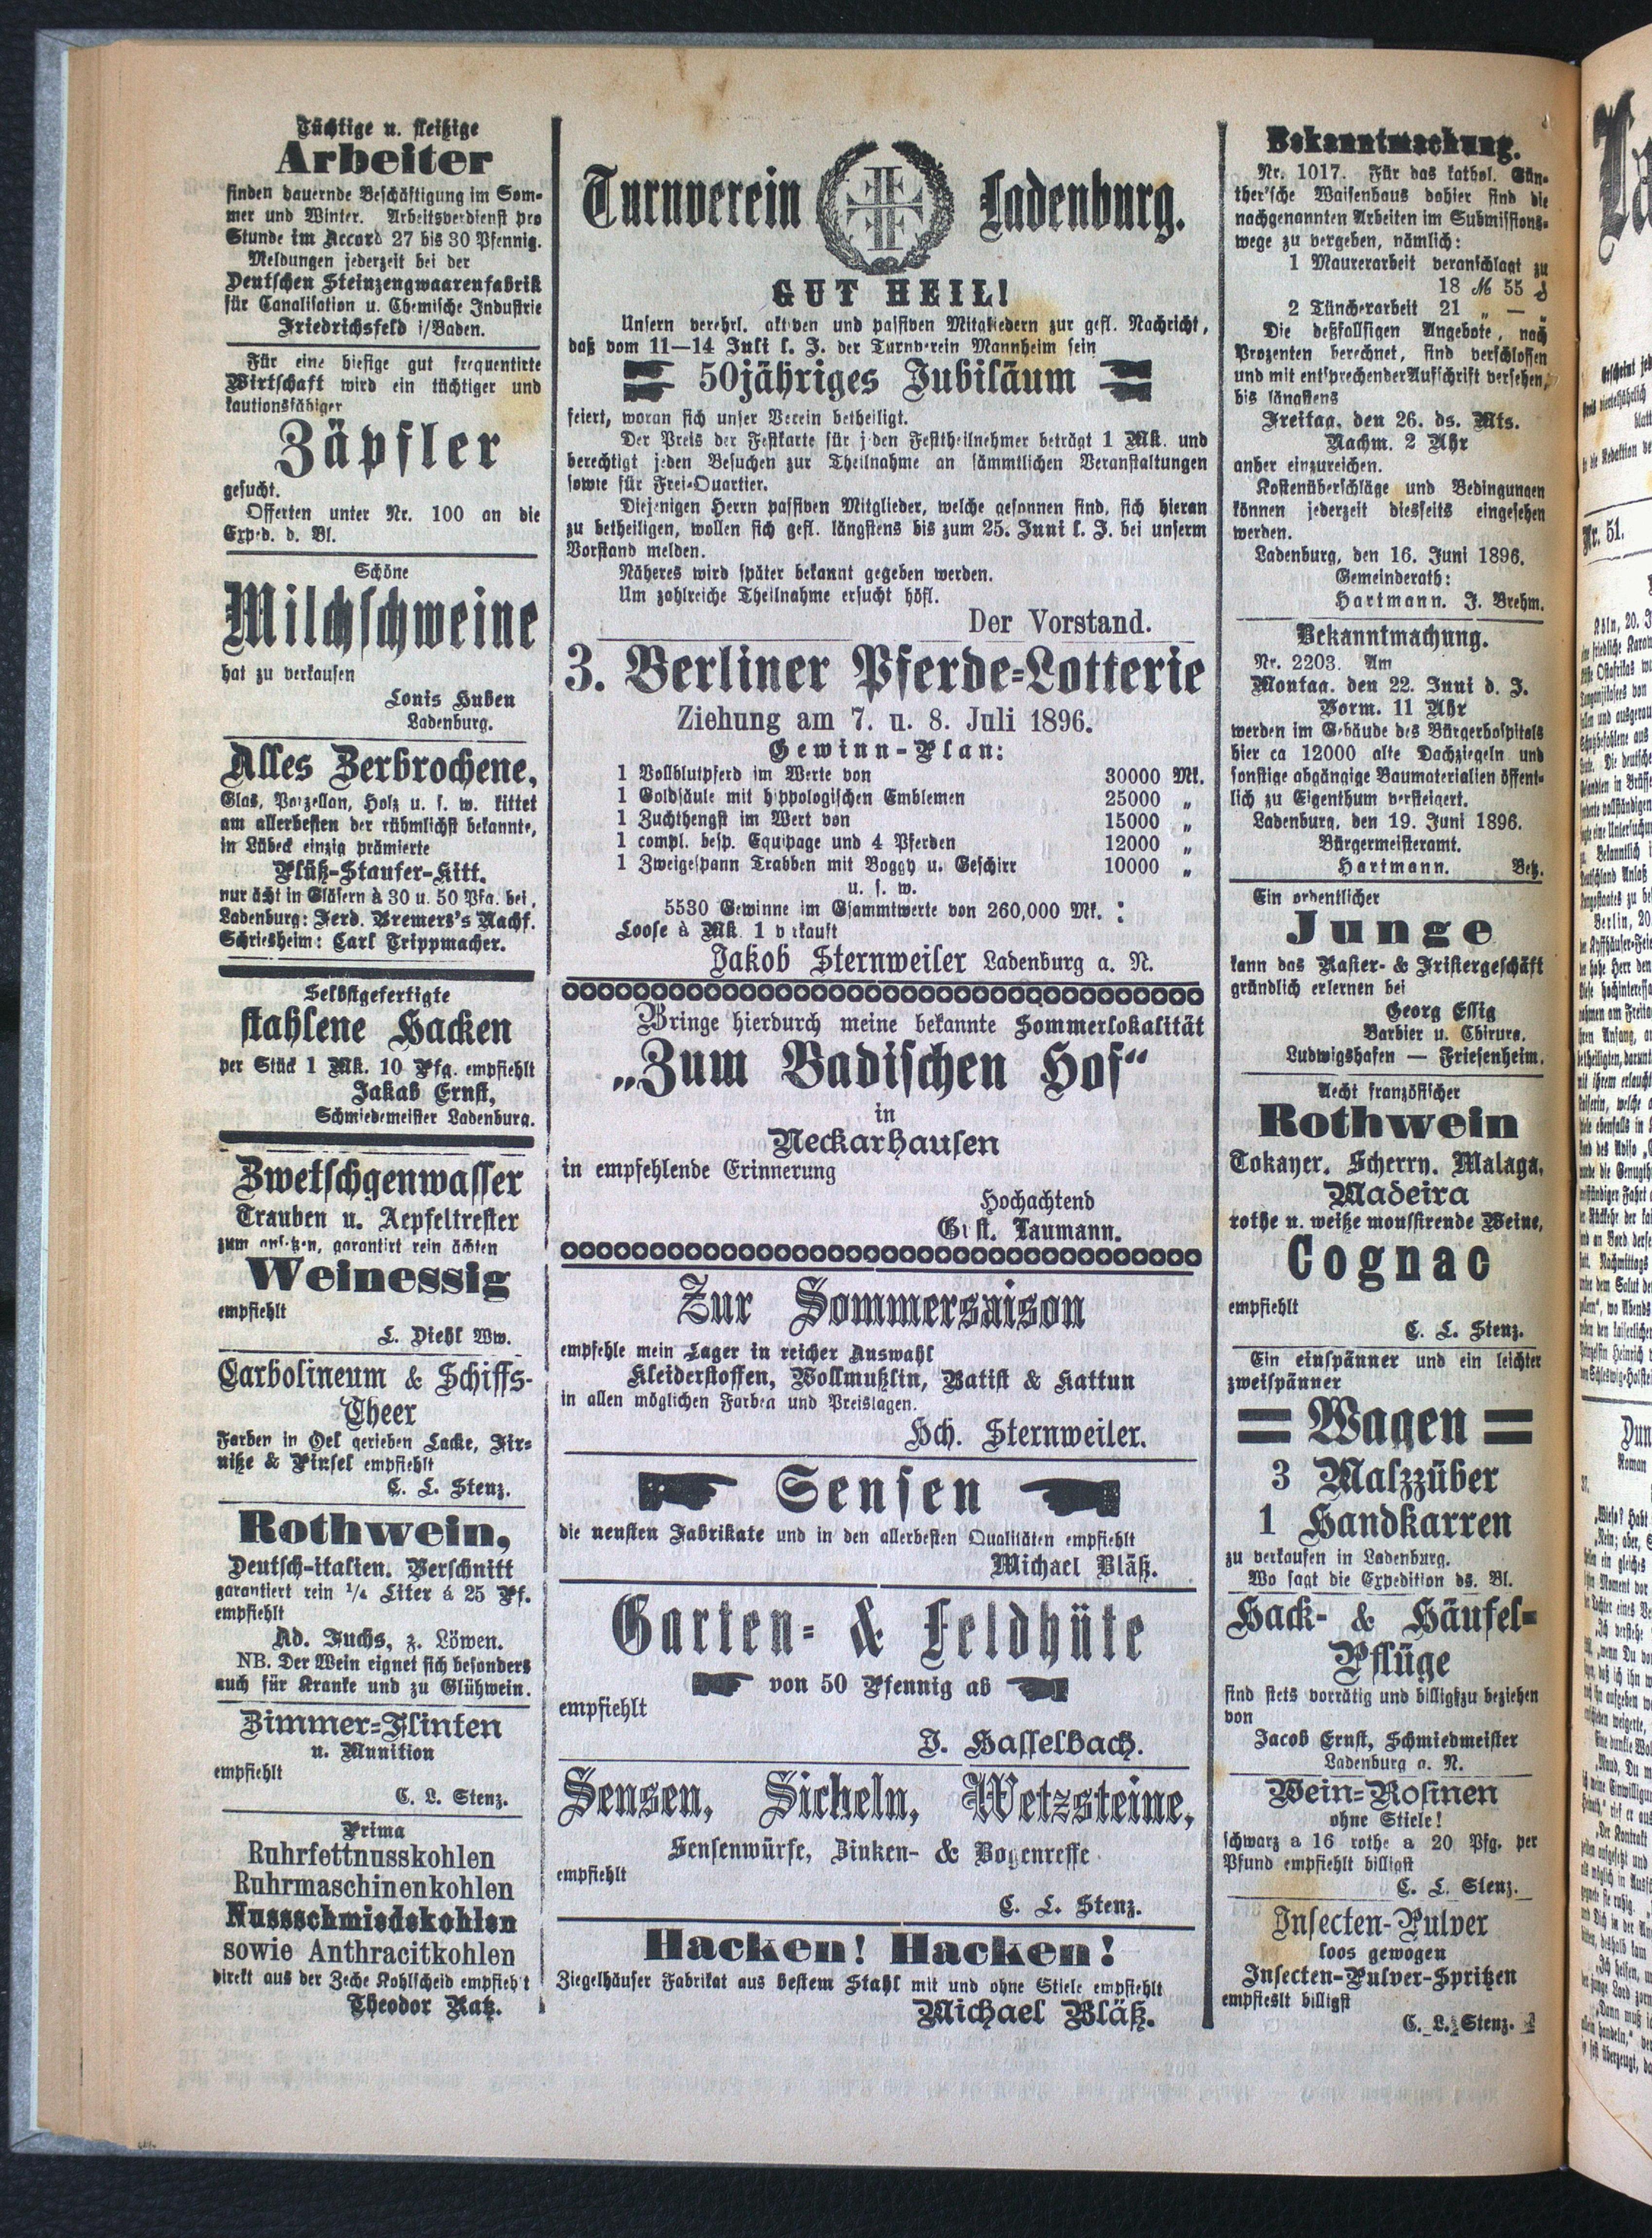 Tüchtige u. fleißige
Arbeiter
finden dauernde Beschäftigung im Som-
mer und Winter. Arbeitsverdienst pro
Stunde im Accord 27 bis 30 Pfennig.
Meldungen jederzeit bei der
Deutschen Steinzeugwaarenfabrik
für Canalisation u. Chemische Industrie
Friedrichsfeld i/Baden.
Für eine hiesige gut frequentirte
Wirtschaft wird ein tüchtiger und
kautionsfähiger
Zäpfler
gesucht.
Offerten unter Nr. 100 an die
Exped. d. Bl.
Schöne
Milchschweine
hat zu verkaufen
Louis Huben
Ladenburg.
Alles Zerbrochene,
Glas, Porzellan, Holz u. s. w. kittet
am allerbesten der rühmlichst bekannte,
in Lübeck einzig prämierte
Plüß-Staufer-Kitt.
nur ächt in Gläsern à 30 u. 50 Pfg. bei,
Ladenburg: Ferd. Bremers's Nachf.
Schriesheim: Carl Trippmacher.
Selbstgefertigte
stahlene Hacken
per Stück 1 Mk. 10 Pfg. empfiehlt
Jakab Ernst,
Schmiedemeister Ladenburg.
Zwetschgenwasser
Trauben u. Aepfeltrester
zum ansetzen, garantirt rein ächten
Weinessig
empfiehlt
L. Diehl Ww.
Carbolineum & Schiffs-
Theer
Farben in Oel gerieben Lacke, Fir-
niße & Pinsel empfiehlt
C. L. Stenz.
Rothwein,
Deutsch-italien. Verschnitt
garantiert rein 1/4 Liter á 25 Pf.
empfiehlt
Ad. Fuchs, z. Löwen.
NB. Der Wein eignet sich besonders
auch für Kranke und zu Glühwein.
Zimmer-Flinten
u. Munition
empfiehlt
C. L. Stenz.
Prima
Ruhrfettnusskohlen
Ruhrmaschinenkohlen
Nussschmiedekohlen
sowie Anthracitkohlen
direkt aus der Zeche Kohlscheid empfieh't
Theodor Katz.
Turnverein Ladenburg.
GUT HEIL!
Unsern verehrl. aktiven und passiven Mitgliedern zur gefl. Nachricht,
daß vom 11—14 Juli l. J. der Turnverein Mannheim sein
50jähriges Jubiläum
feiert, woran sich unser Verein betheiligt.
Der Preis der Festkarte für jeden Festtheilnehmer beträgt 1 Mk. und
berechtigt jeden Besuchen zur Theilnahme an sämmtlichen Veranstaltungen
sowie für Frei-Quartier.
Diejenigen Herrn passiven Mitglieder, welche gesonnen sind, sich hieran
zu betheiligen, wollen sich gefl. längstens bis zum 25. Juni l. J. bei unserm
Vorstand melden.
Näheres wird später bekannt gegeben werden.
Um zahlreiche Theilnahme ersucht höfl.
Der Vorstand.
3. Berliner Pferde-Lotterie
Ziehung am 7. u. 8. Juli 1896.
Gewinn-Plan:
1 Vollblutpferd im Werte von 30000 Mk.
1 Goldsäule mit hippologischen Emblemen 25000 „
1 Zuchthengst im Wert von 15000 „
1 compl. besp. Equipage und 4 Pferden 12000 „
1 Zweigespann Trabben mit Boggy u. Geschirr 10000 „
u. s. w.
5530 Gewinne im Gsammtwerte von 260,000 Mk.
Loose à Mk. 1 verkauft
Jakob Sternweiler Ladenburg a. N.
Bringe hierdurch meine bekannte Sommerlokalität
„Zum Badischen Hof“
in
Neckarhausen
in empfehlende Erinnerung
Hochachtend
Gust. Taumann.
Zur Sommersaison
empfehle mein Lager in reicher Auswahl
Kleiderstoffen, Wollmußlin, Batist & Kattun
in allen möglichen Farben und Preislagen.
Hch. Sternweiler.
Sensen
die neusten Fabrikate und in den allerbesten Qualitäten empfiehlt
Michael Bläß.
Garten- & Feldhüte
von 50 Pfennig ab
empfiehlt
J. Hasselbach.
Sensen, Sicheln, Wetzsteine,
Sensenwürfe, Zinken- & Bogenreffe
empfiehlt
C. L. Stenz.
Hacken! Hacken!
Ziegelhäuser Fabrikat aus bestem Stahl mit und ohne Stiele empfiehlt
Michael Bläß.
Bekanntmachung.
Nr. 1017. Für das kathol. Gün-
ther'sche Waisenhaus dahier sind die
nachgenannten Arbeiten im Submissions-
wege zu vergeben, nämlich:
1 Maurerarbeit veranschlagt zu
18 M 55 ₰
2 Tüncherarbeit 21 „ — „
Die deßfallsigen Angebote, nach
Prozenten berechnet, sind verschlossen
und mit entsprechender Aufschrift versehen,
bis längstens
Freitag, den 26. ds. Mts.
Nachm. 2 Uhr
anher einzureichen.
Kostenüberschläge und Bedingungen
können jederzeit diesseits eingesehen
werden.
Ladenburg, den 16. Juni 1896.
Gemeinderath:
Hartmann. J. Brehm.
Bekanntmachung.
Nr. 2203. Am
Montag, den 22. Juni d. J.
Vorm. 11 Uhr
werden im Gebäude des Bürgerhospitals
hier ca 12000 alte Dachziegeln und
sonstige abgängige Baumaterialien öffent-
lich zu Eigenthum versteigert.
Ladenburg, den 19. Juni 1896.
Bürgermeisteramt.
Hartmann. Betz.
Ein ordentlicher
Junge
kann das Rasier- & Frisiergeschäft
gründlich erlernen bei
Georg Essig
Barbier u. Chirurg.
Ludwigshafen — Friesenheim.
Aecht französischer
Rothwein
Tokayer, Scherry, Malaga,
Madeira
rothe u. weiße moussirende Weine,
Cognac
empfiehlt
C. L. Stenz.
Ein einspänner und ein leichter
zweispänner
Wagen
3 Malzzüber
1 Handkarren
zu verkaufen in Ladenburg.
Wo sagt die Expedition ds. Bl.
Hack- & Häufel-
Pflüge
sind stets vorrätig und billigst zu beziehen
von
Jacob Ernst, Schmiedmeister
Ladenburg a. N.
Wein-Rosinen
ohne Stiele!
schwarz a 16 rothe a 20 Pfg. per
Pfund empfiehlt billigst
C. L. Stenz.
Insecten-Pulver
loos gewogen
Insecten-Pulver-Spritzen
empfieslt billigst
C. L. Stenz.
Nr. 51.